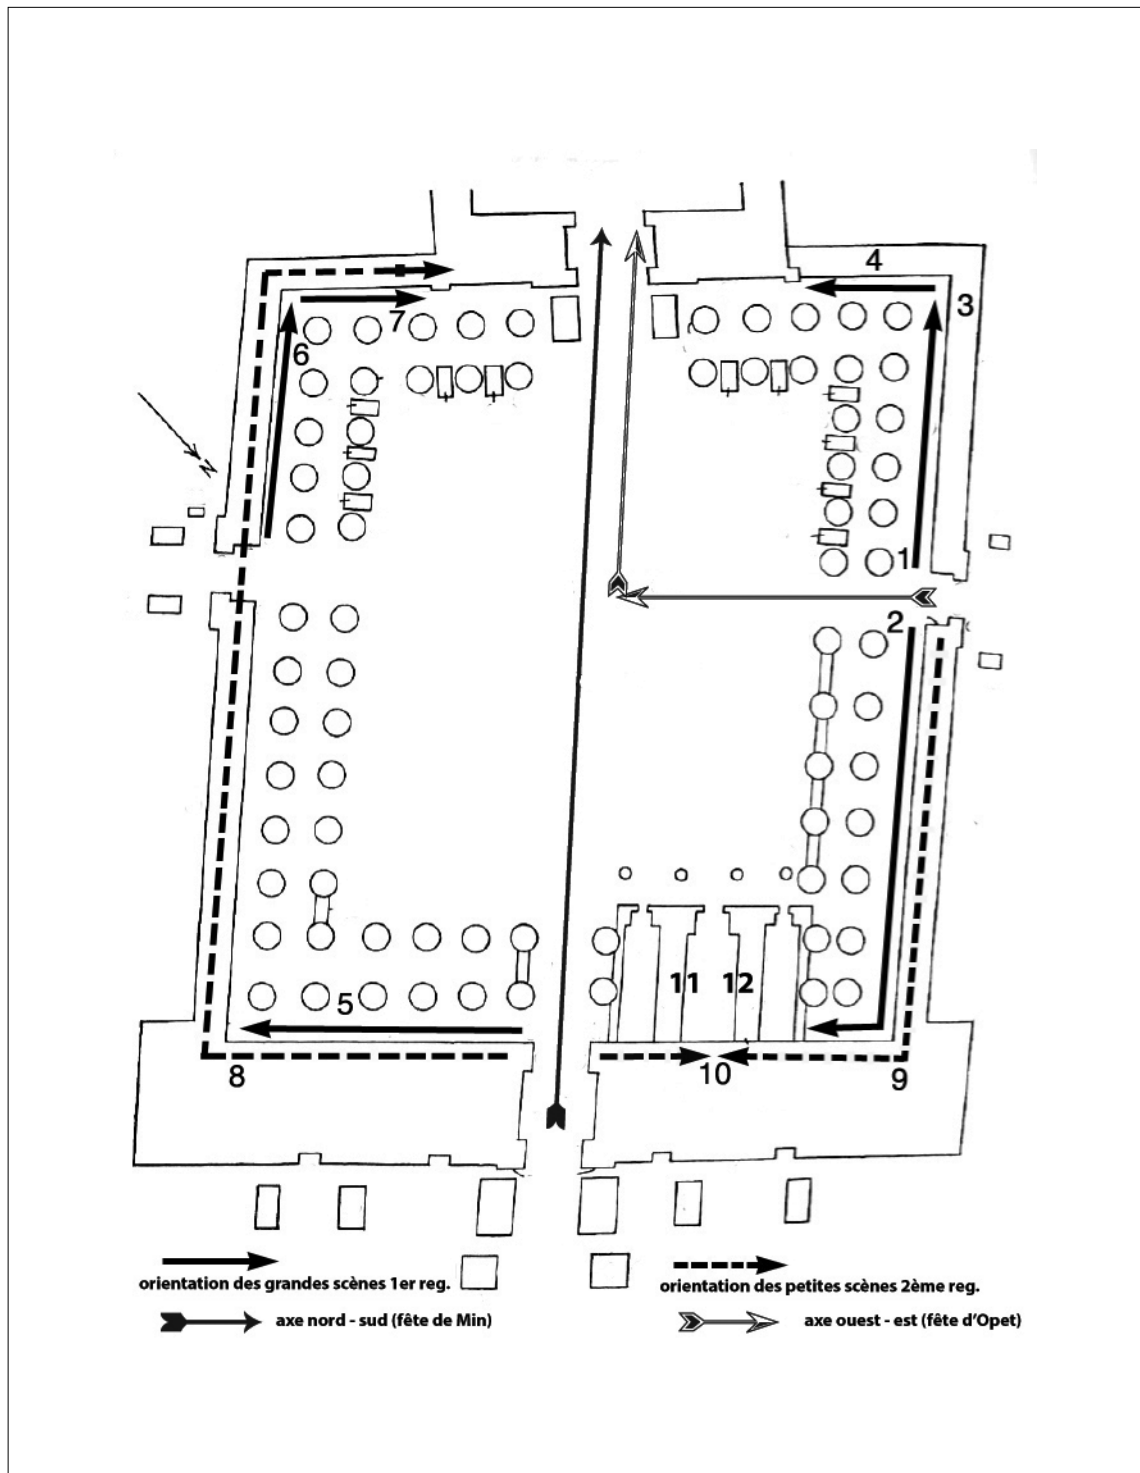 4
3
7
6
N
1
2
11 12
5
8
10
9
orientation des grandes scènes 1er reg.
orientation des petites scènes 2ème reg.
axe nord - sud (fête de Min)
axe ouest - est (fête d'Opet)